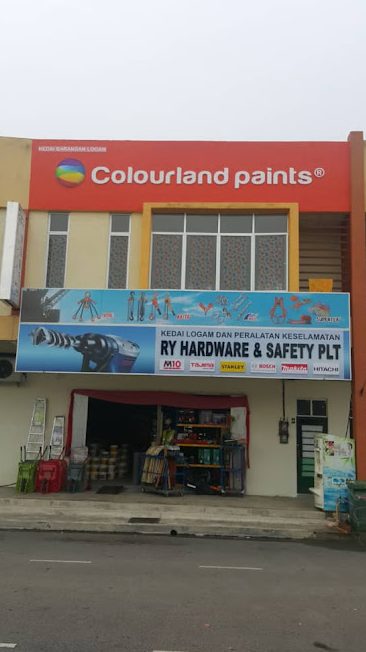 KEDAI BARANGAN LOGAM
Colourland paints®
KEDAI LOGAM DAN PERALATAN KESELAMATAN
RY HARDWARE & SAFETY PLT
M10 TAJIMA STANLEY BOSCH Makita HITACHI